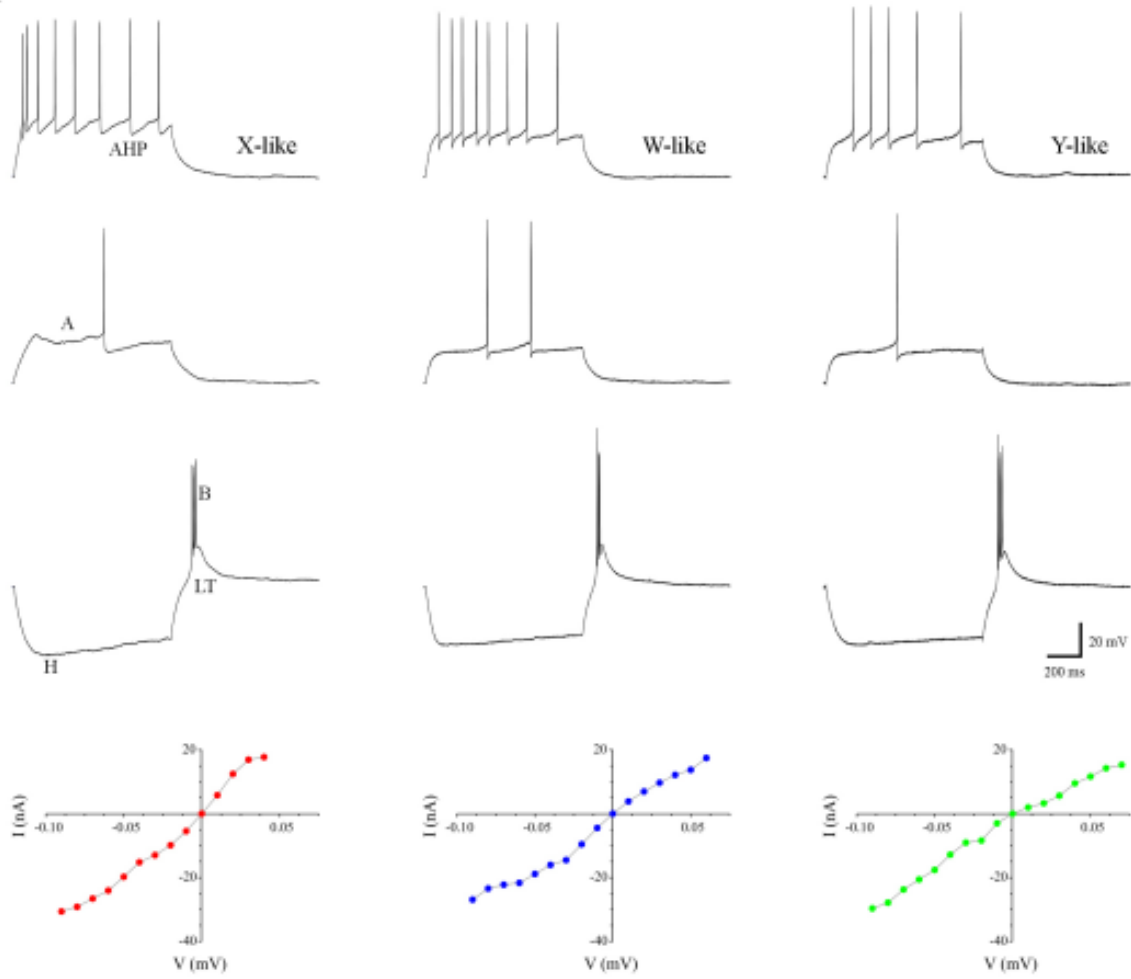 AHP X-like W-like Y-like
A
B
LT
H
20 mV
200 ms
20 20 20
I (nA) -0.10 -0.05 0.05 I (nA) -0.10 -0.05 0.05 I (nA) -0.10 -0.05 0.05
-20 -20 -20
-40 -40 -40
V (mV) V (mV) V (mV)